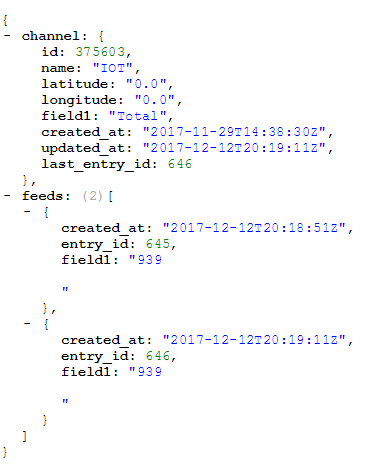 {
- channel: {
id: 375603,
name: "IOT",
latitude: "0.0",
longitude: "0.0",
field1: "Total",
created_at: "2017-11-29T14:38:30Z",
updated_at: "2017-12-12T20:19:11Z",
last_entry_id: 646
},
- feeds: (2)[
- {
created_at: "2017-12-12T20:18:51Z",
entry_id: 645,
field1: "939
"
},
- {
created_at: "2017-12-12T20:19:11Z",
entry_id: 646,
field1: "939
"
}
]
}